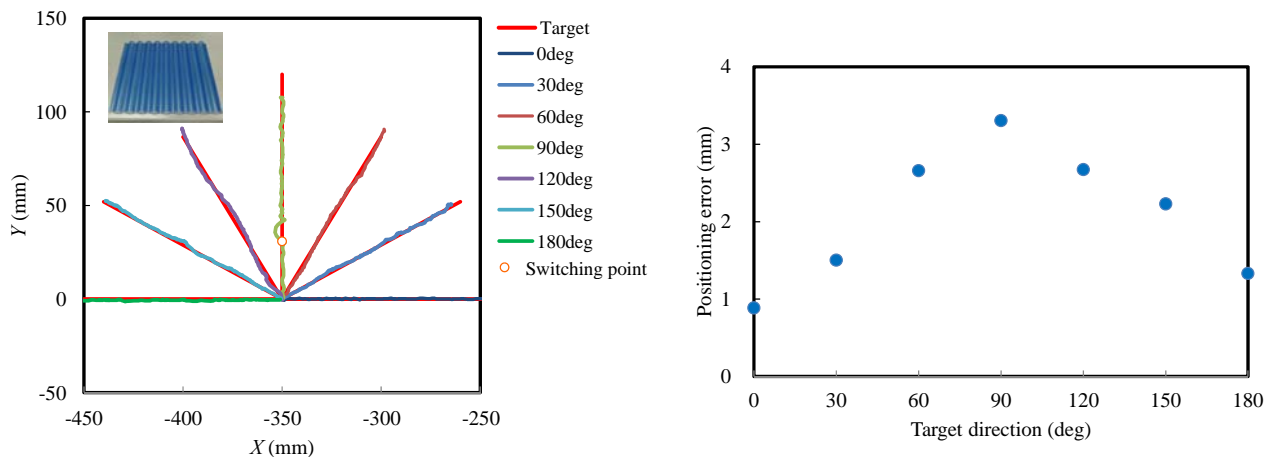 150
100
50
0
-50
-450
-400
-350
-300
-250
Y (mm)
X (mm)
Target
0deg
30deg
60deg
90deg
120deg
150deg
180deg
Switching point
4
3
2
1
0
0
30
60
90
120
150
180
Positioning error (mm)
Target direction (deg)